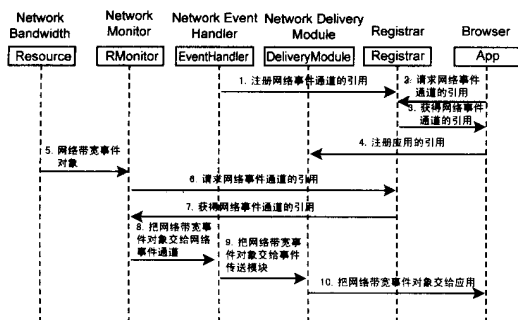 Network Bandwidth
Network Monitor
Network Event Handler
Network Delivery Module
Registrar
Browser
Resource
RMonitor
EventHandler
DeliveryModule
Registrar
App
1. 注册网络事件通道的引用
2. 请求网络事件
通道的引用
3. 获得网络事件
通道的引用
4. 注册应用的引用
5. 网络带宽事件
对象
6. 请求网络事件通道的引用
7. 获得网络事件通道的引用
8. 把网络带宽事
件对象交给网络
事件通道
9. 把网络带宽事
件对象交给事件
传送模块
10. 把网络带宽事件对象交给应用